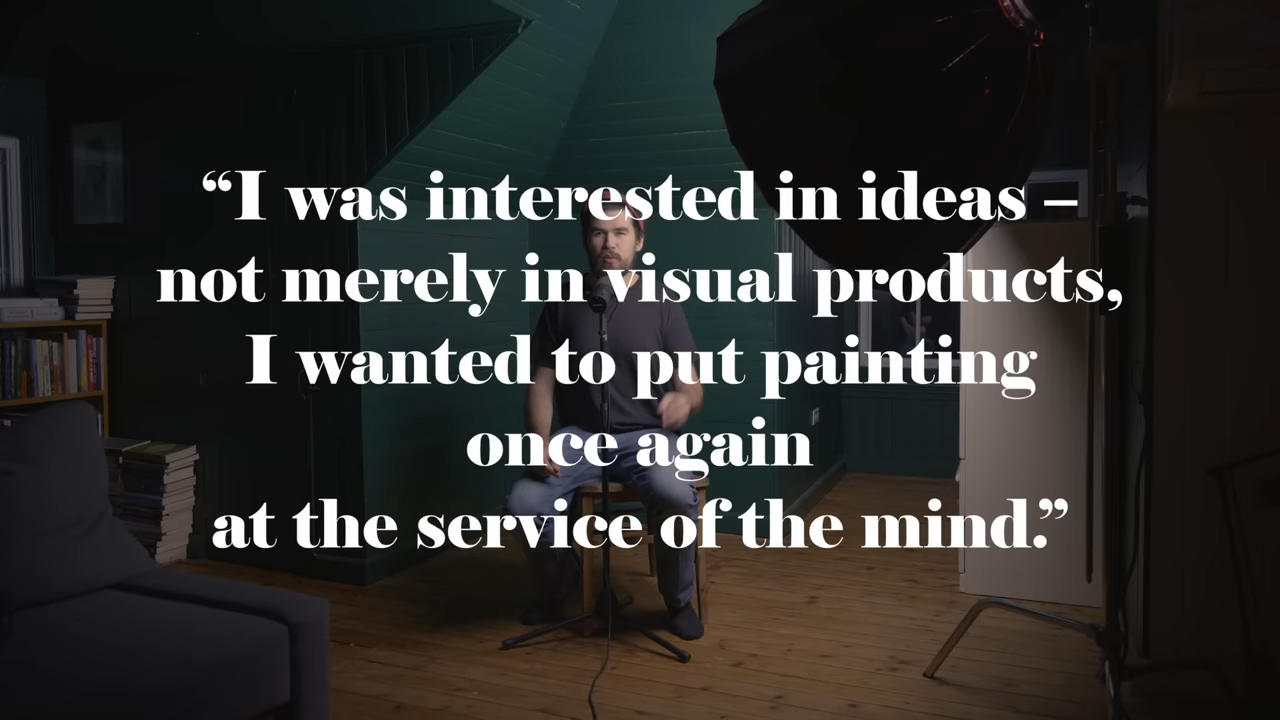 “I was interested in ideas –
not merely in visual products,
I wanted to put painting
once again
at the service of the mind.”